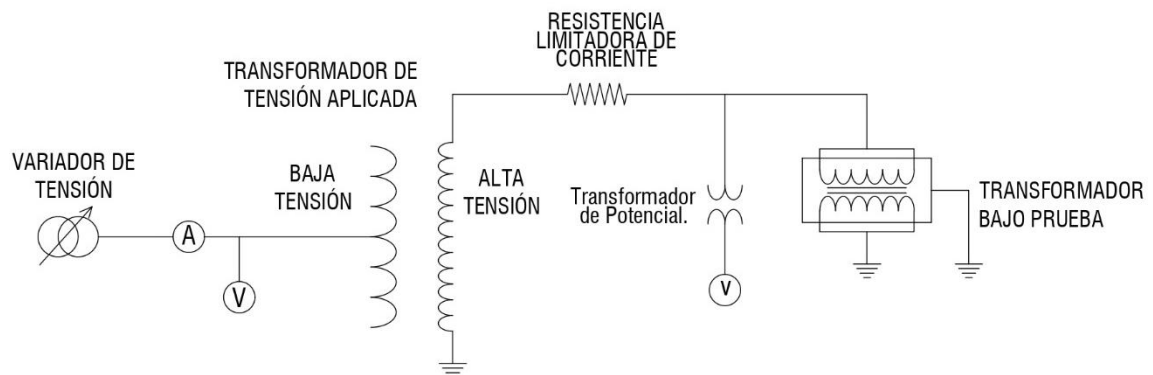 RESISTENCIA
LIMITADORA DE
CORRIENTE
TRANSFORMADOR DE
TENSIÓN APLICADA
VARIADOR DE
TENSIÓN
BAJA
TENSIÓN
ALTA
TENSIÓN
Transformador
de Potencial.
TRANSFORMADOR
BAJO PRUEBA
A
V
V